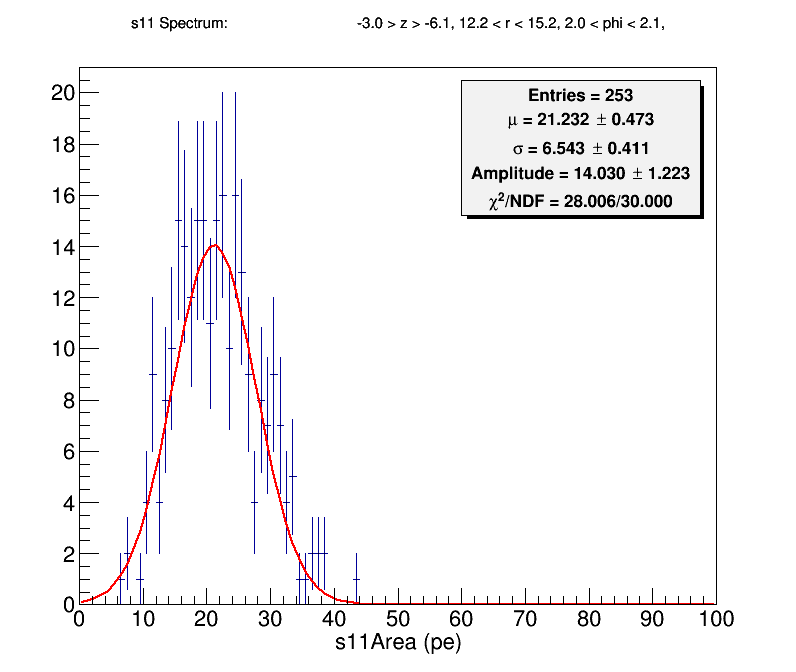 s11 Spectrum: -3.0 > z > -6.1, 12.2 < r < 15.2, 2.0 < phi < 2.1,
Entries = 253
μ = 21.232 ± 0.473
σ = 6.543 ± 0.411
Amplitude = 14.030 ± 1.223
χ²/NDF = 28.006/30.000
20
18
16
14
12
10
8
6
4
2
0
0 10 20 30 40 50 60 70 80 90 100
s11Area (pe)